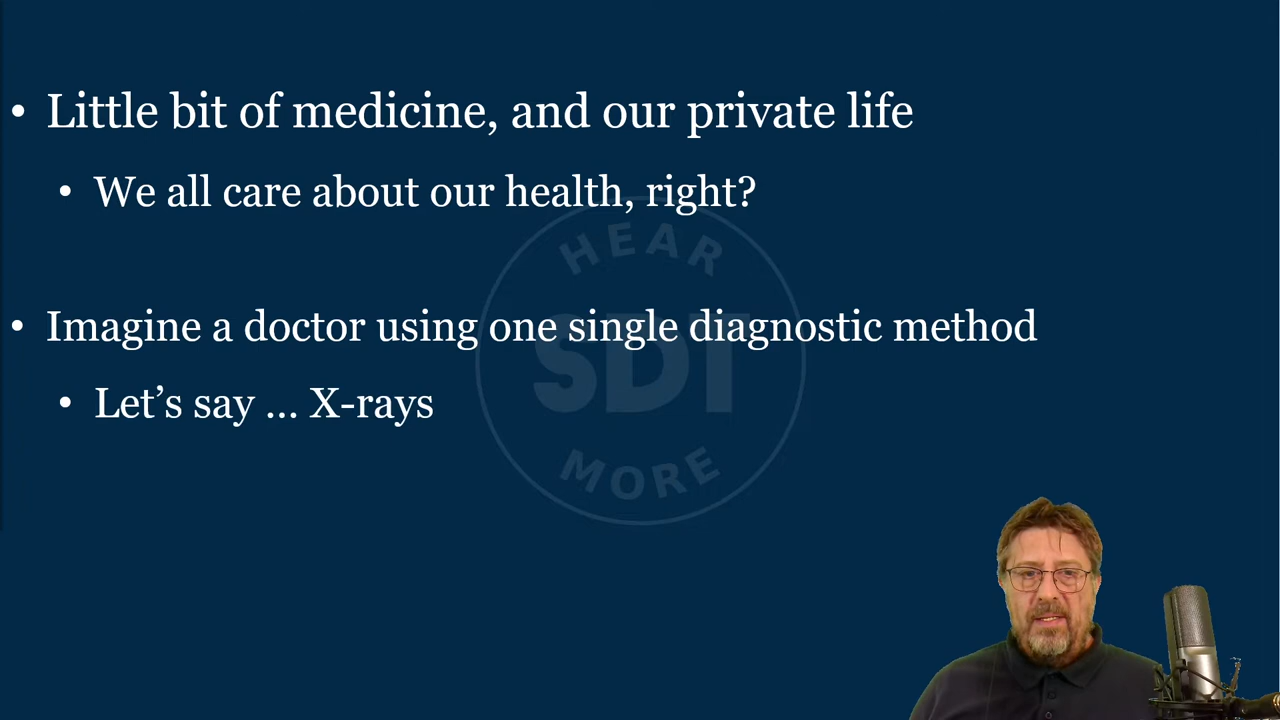 • Little bit of medicine, and our private life
• We all care about our health, right?
HEAR
• Imagine a doctor using one single diagnostic method
SDT
• Let’s say ... X-rays
MORE